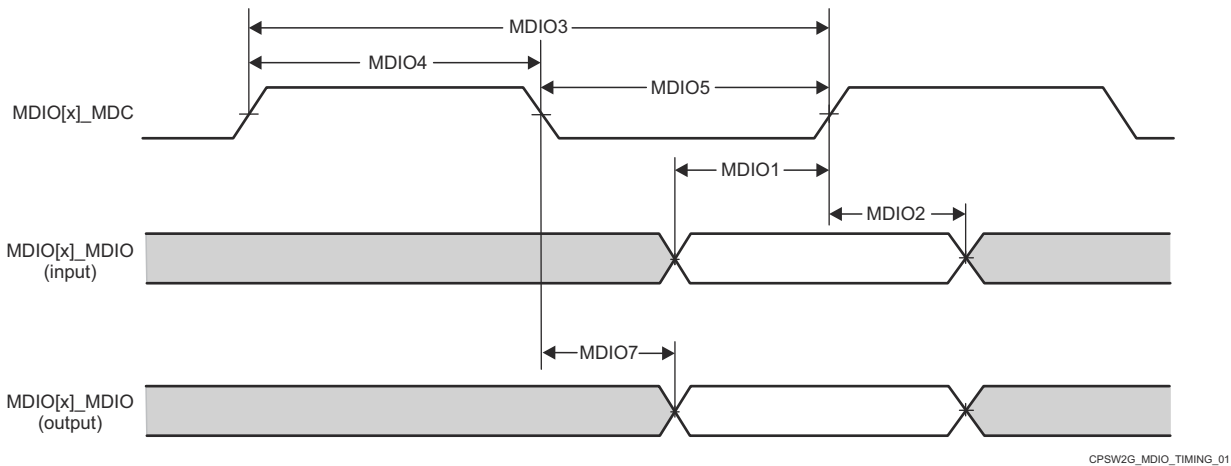 MDIO3
MDIO4
MDIO5
MDIO[x]_MDC
MDIO1
MDIO2
MDIO[x]_MDIO
(input)
MDIO7
MDIO[x]_MDIO
(output)
CPSW2G_MDIO_TIMING_01